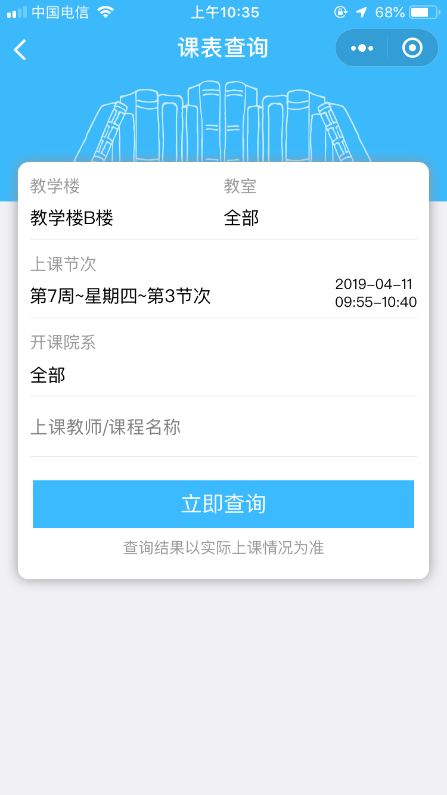 中国电信
上午10:35
68%
课表查询
教学楼
教室
教学楼B楼
全部
上课节次
第7周~星期四~第3节次
2019-04-11
09:55-10:40
开课院系
全部
上课教师/课程名称
立即查询
查询结果以实际上课情况为准